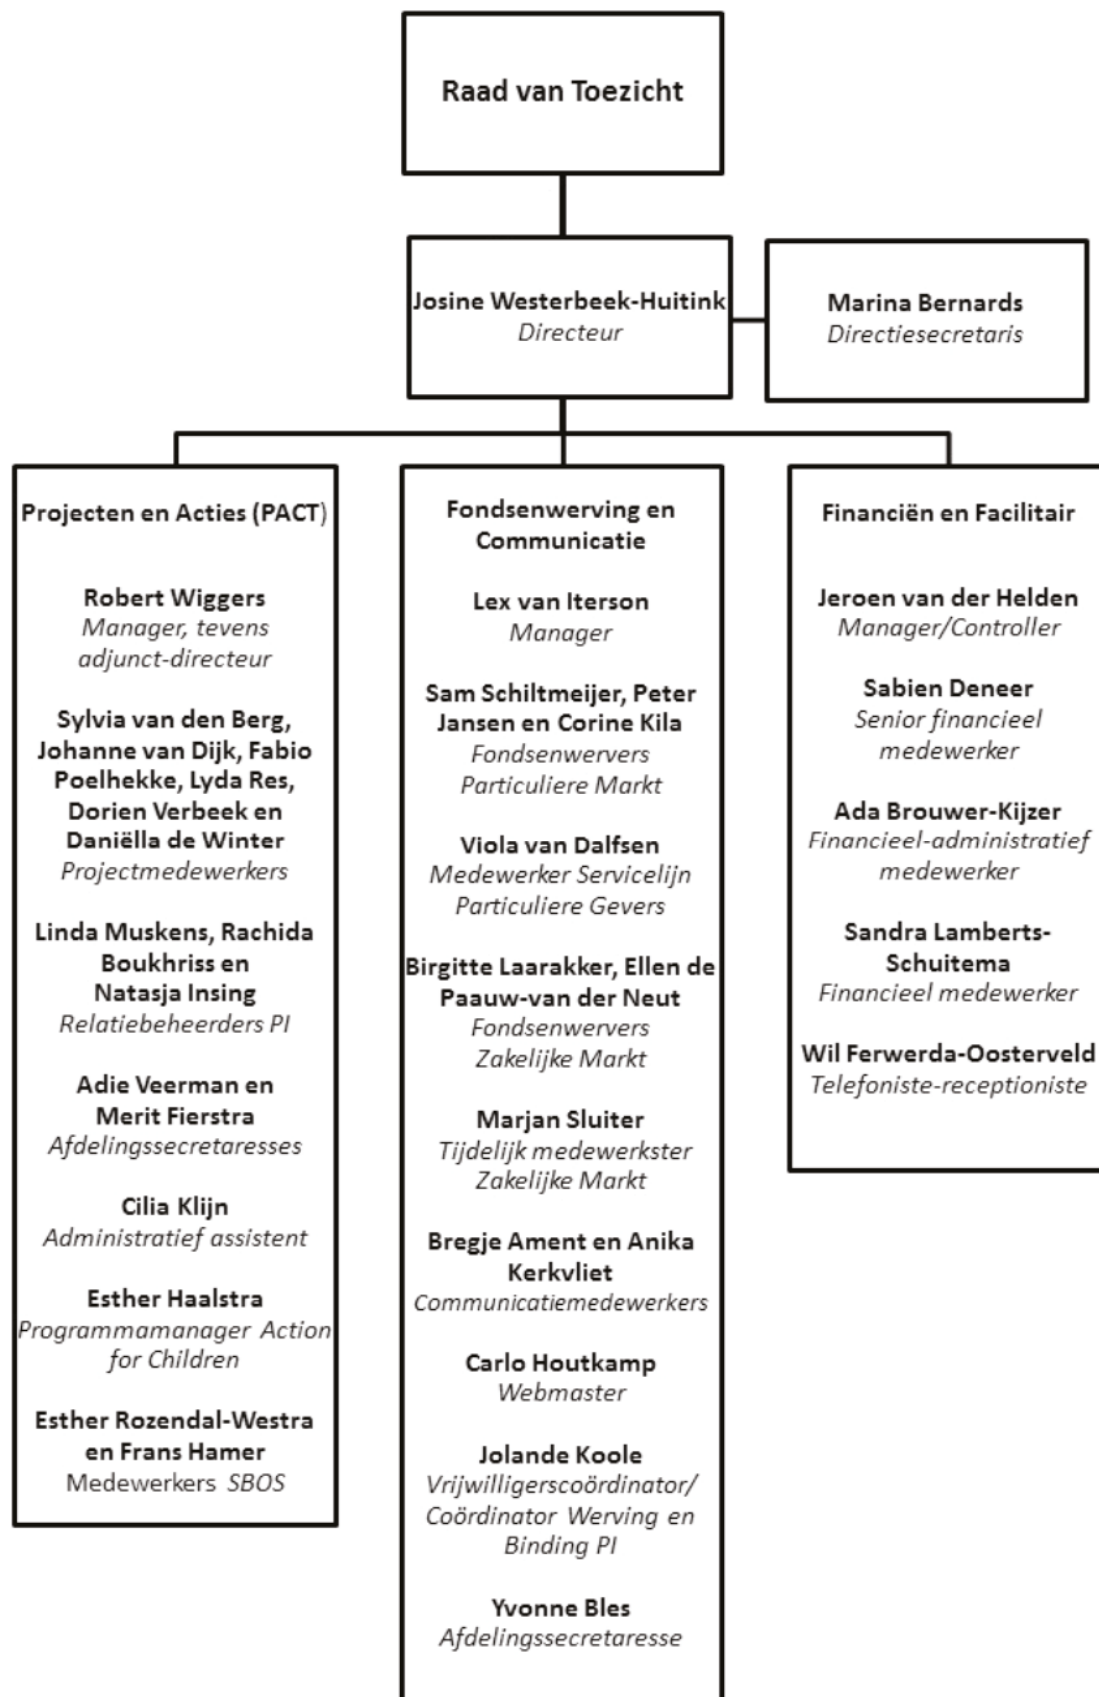 Raad van Toezicht
Josine Westerbeek-Huitink
Directeur
Marina Bernards
Directiesecretaris
Projecten en Acties (PACT)
Robert Wiggers
Manager, tevens
adjunct-directeur
Sylvia van den Berg,
Johanne van Dijk, Fabio
Poelhekke, Lyda Res,
Dorien Verbeek en
Daniëlla de Winter
Projectmedewerkers
Linda Muskens, Rachida
Boukhriss en
Natasja Insing
Relatiebeheerders PI
Adie Veerman en
Merit Fierstra
Afdelingssecretaresses
Cilia Klijn
Administratief assistent
Esther Haalstra
Programmamanager Action
for Children
Esther Rozendal-Westra
en Frans Hamer
Medewerkers SBOS
Fondsenwerving en
Communicatie
Lex van Iterson
Manager
Sam Schiltmeijer, Peter
Jansen en Corine Kila
Fondsenwervers
Particuliere Markt
Viola van Dalfsen
Medewerker Servicelijn
Particuliere Gevers
Birgitte Laarakker, Ellen de
Paauw-van der Neut
Fondsenwervers
Zakelijke Markt
Marjan Sluiter
Tijdelijk medewerkster
Zakelijke Markt
Bregje Ament en Anika
Kerkvliet
Communicatiemedewerkers
Carlo Houtkamp
Webmaster
Jolande Koole
Vrijwilligerscoördinator/
Coördinator Werving en
Binding PI
Yvonne Bles
Afdelingssecretaresse
Financiën en Facilitair
Jeroen van der Helden
Manager/Controller
Sabien Deneer
Senior financieel
medewerker
Ada Brouwer-Kijzer
Financieel-administratief
medewerker
Sandra Lamberts-
Schuitema
Financieel medewerker
Wil Ferwerda-Oosterveld
Telefoniste-receptioniste